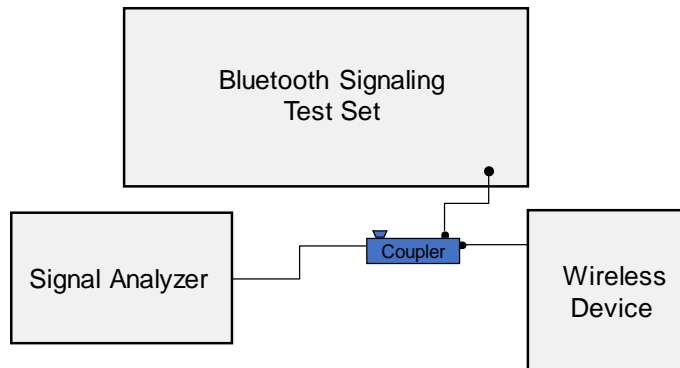 Bluetooth Signaling
Test Set
Signal Analyzer
Coupler
Wireless
Device